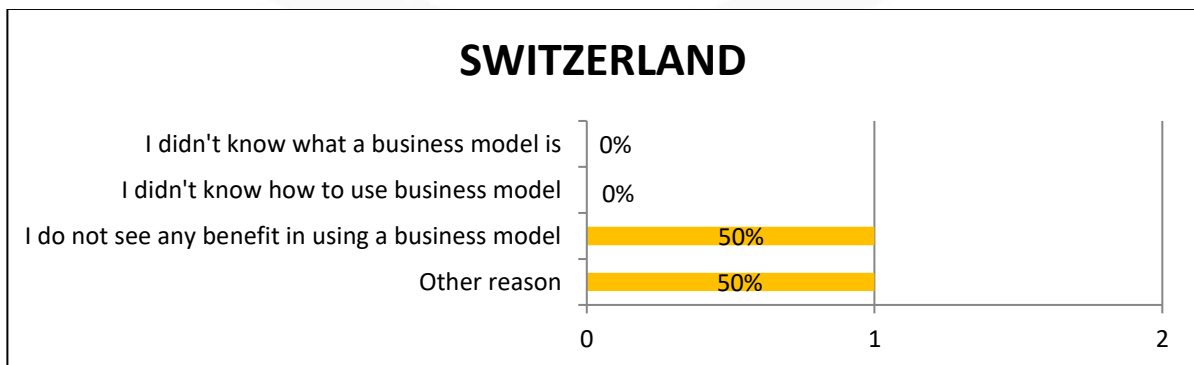 SWITZERLAND
I didn't know what a business model is 0%
I didn't know how to use business model 0%
I do not see any benefit in using a business model 50%
Other reason 50%
0 1 2